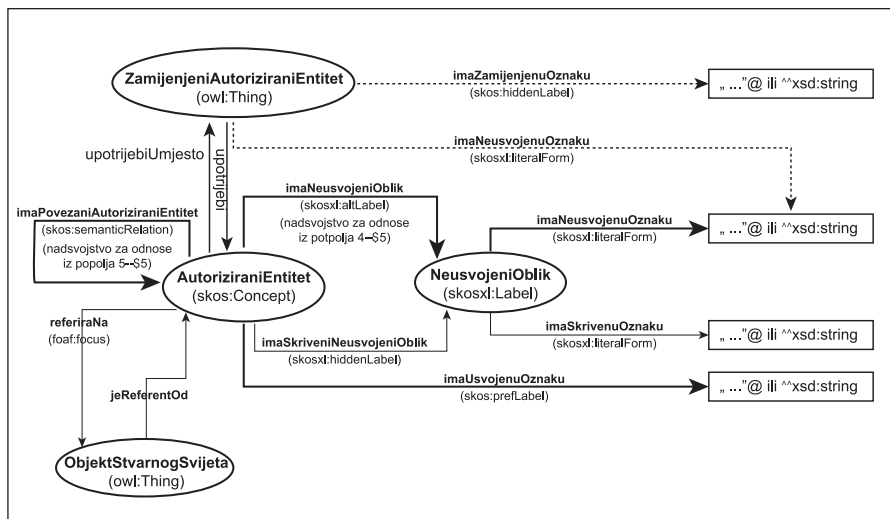 ZamijenjeniAutoriziraniEntitet
(owl:Thing)
imaZamijenjenuOznaku
(skos:hiddenLabel)
„ ...”@ ili ^^xsd:string
imaNeusvojenuOznaku
(skosxl:literalForm)
upotrijebiUmjesto
upotrijebi
imaPovezaniAutoriziraniEntitet
(skos:semanticRelation)
(nadsvojstvo za odnose
iz popolja 5--$5)
imaNeusvojeniOblik
(skosxl:altLabel)
(nadsvojstvo za odnose
iz potpolja 4--$5)
imaNeusvojenuOznaku
(skosxl:literalForm)
„ ...”@ ili ^^xsd:string
AutoriziraniEntitet
(skos:Concept)
NeusvojeniOblik
(skosxl:Label)
referiraNa
(foaf:focus)
imaSkriveniNeusvojeniOblik
(skosxl:hiddenLabel)
imaSkrivenuOznaku
(skosxl:literalForm)
„ ...”@ ili ^^xsd:string
imaUsvojenuOznaku
(skos:prefLabel)
„ ...”@ ili ^^xsd:string
jeReferentOd
ObjektStvarnogSvijeta
(owl:Thing)